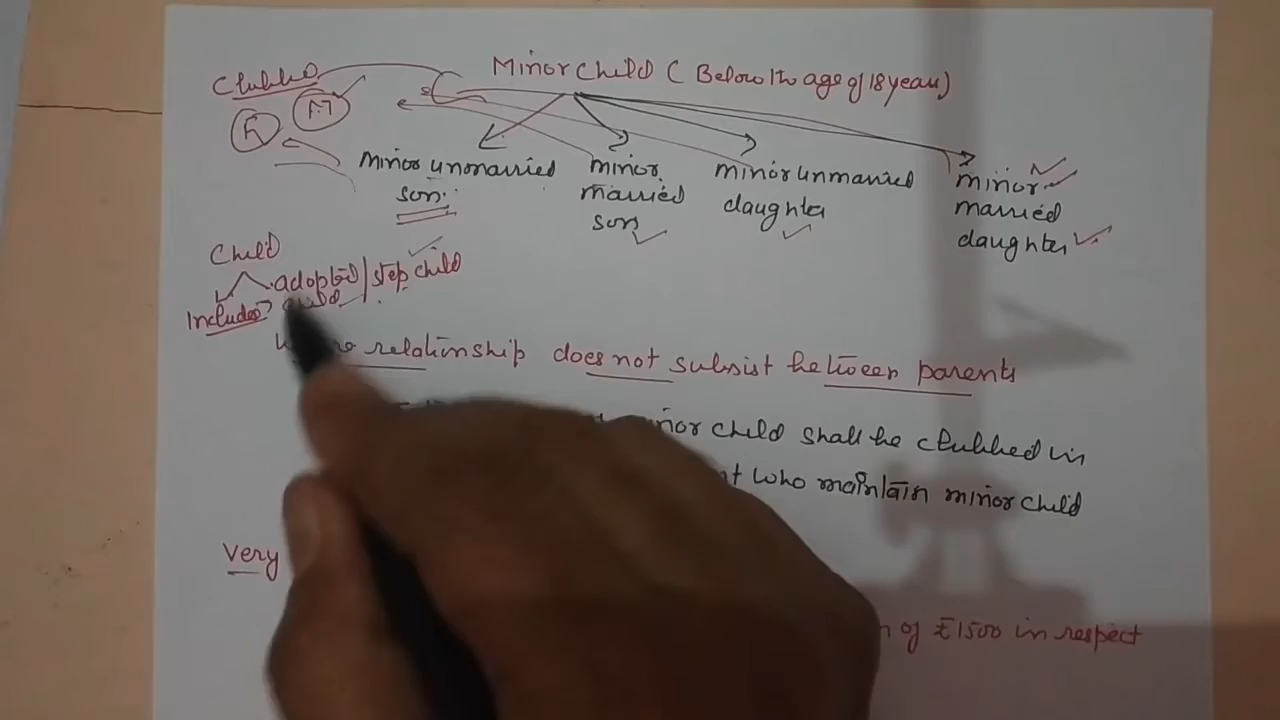 Clubbed Minor Child ( Below the age of 18 year)
F.T
minor unmarried son.
minor married son
minor unmarried daughter
minor married daughter
Child
adopted / step child
Includes child
relationship does not subsist between parents
minor child shall be clubbed in
who maintain minor child
Very
of ₹1500 in respect